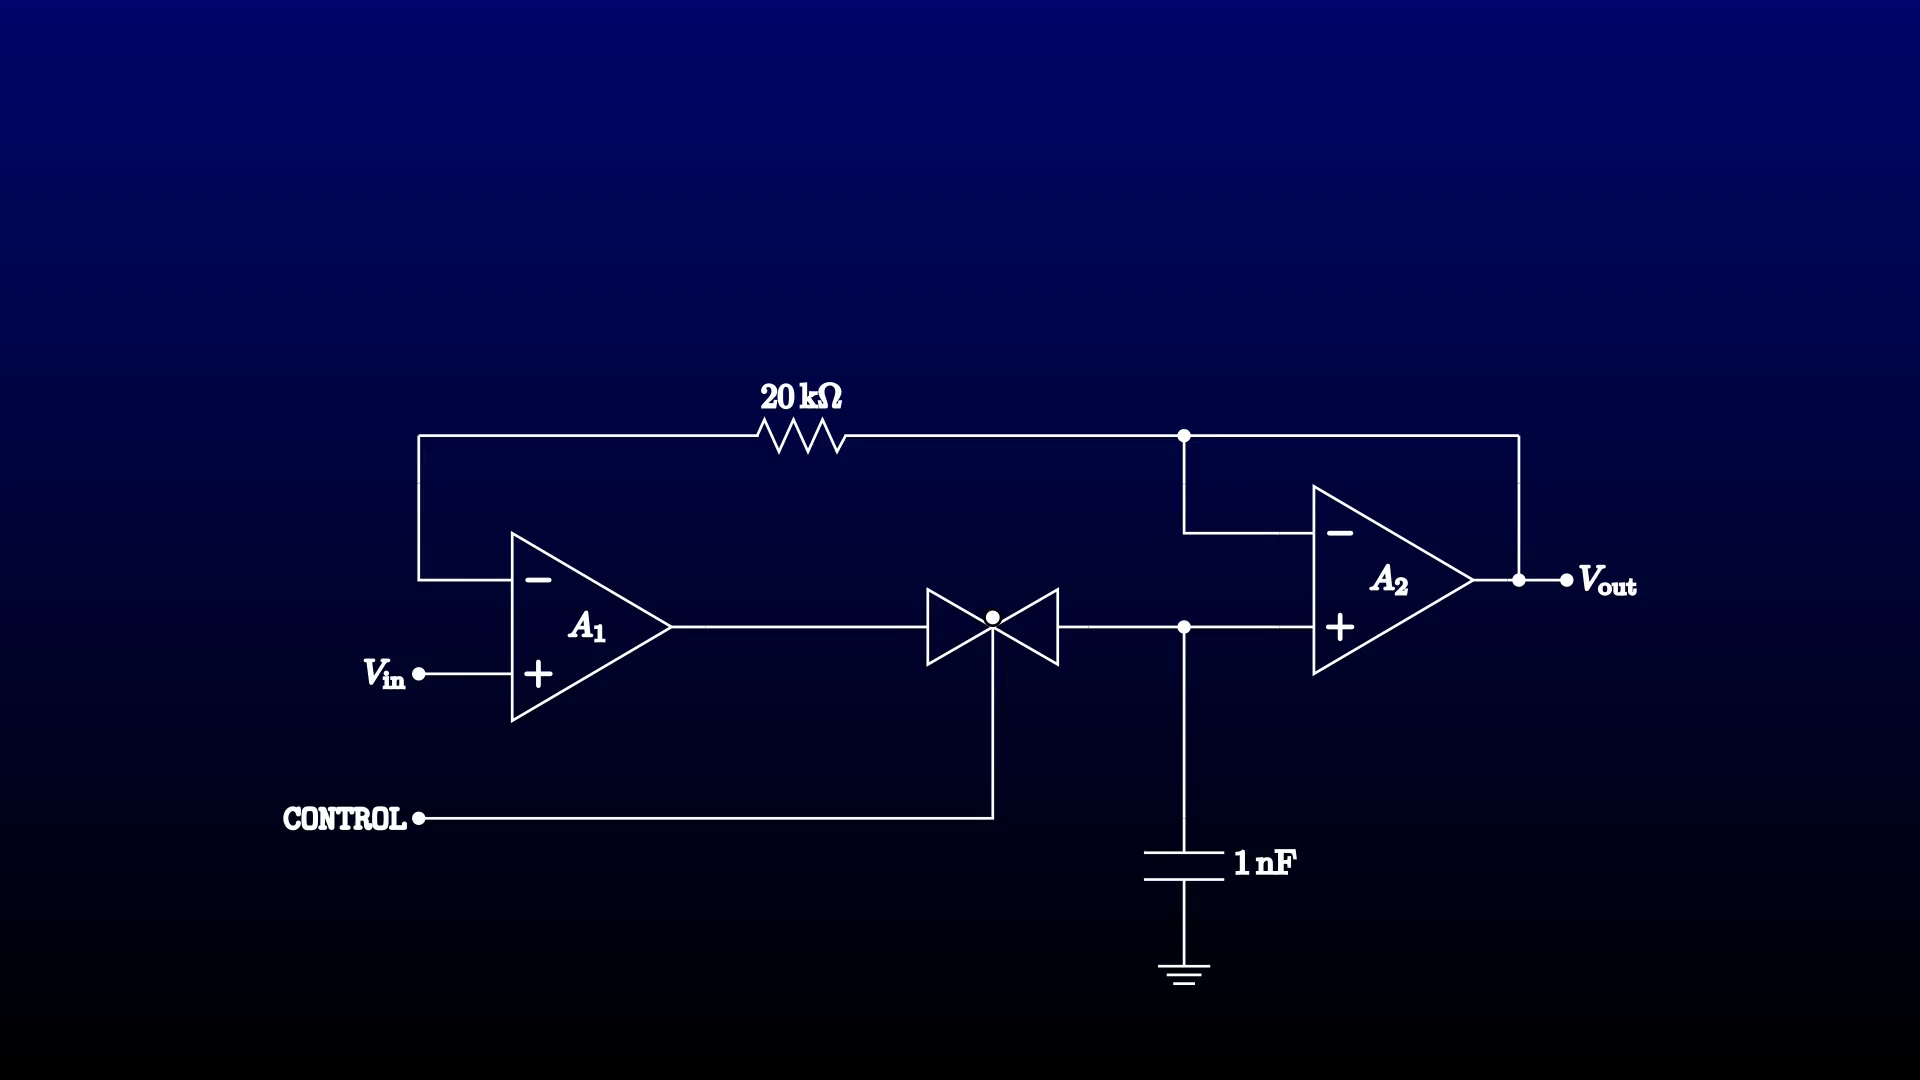 20 kΩ
−
A₂
+
V_out
−
A₁
+
V_in
CONTROL
1 nF